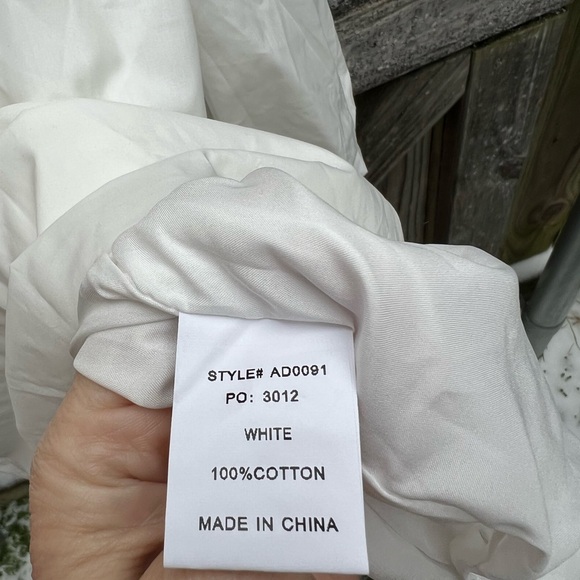 STYLE# AD0091
PO: 3012
WHITE
100%COTTON
MADE IN CHINA